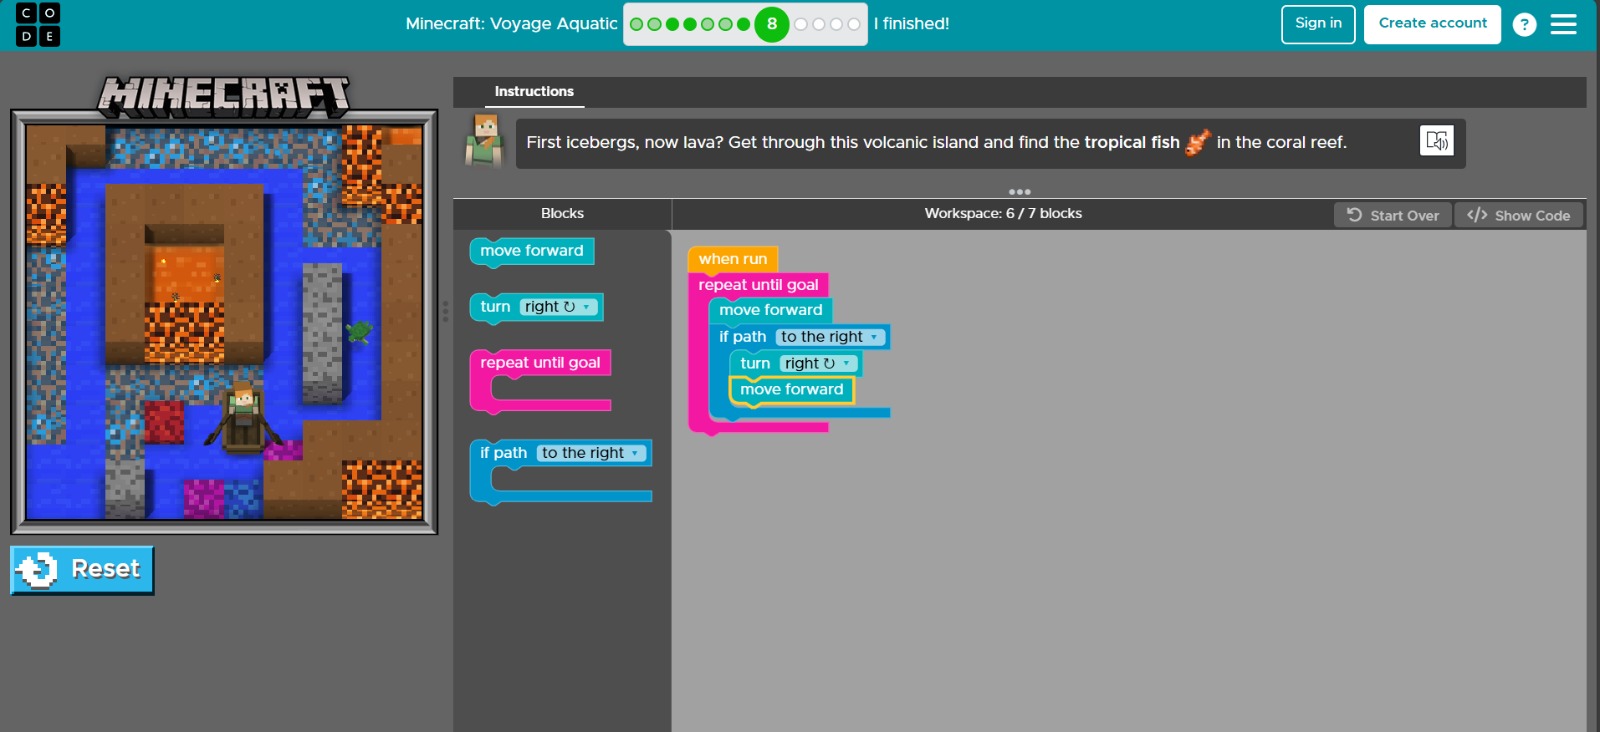 C O
D E
Minecraft: Voyage Aquatic
8
I finished!
Sign in
Create account
?
MINECRAFT
Instructions
First icebergs, now lava? Get through this volcanic island and find the tropical fish in the coral reef.
Blocks
Workspace: 6 / 7 blocks
Start Over
</> Show Code
move forward
turn right ↻
repeat until goal
if path to the right
when run
repeat until goal
move forward
if path to the right
turn right ↻
move forward
Reset